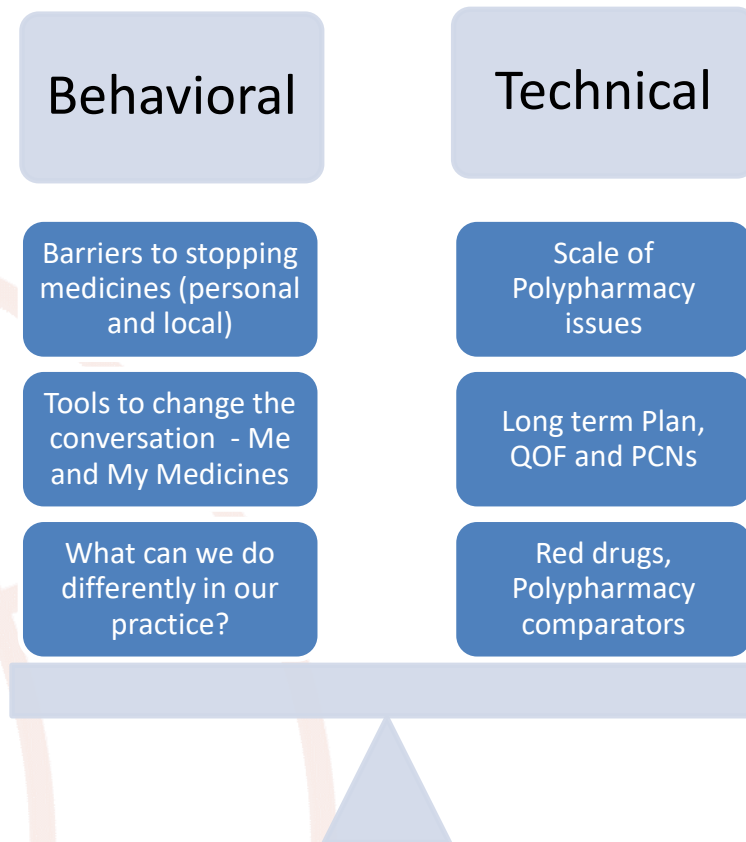 Behavioral
Barriers to stopping
medicines (personal
and local)
Tools to change the
conversation - Me
and My Medicines
What can we do
differently in our
practice?
Technical
Scale of
Polypharmacy
issues
Long term Plan,
QOF and PCNs
Red drugs,
Polypharmacy
comparators